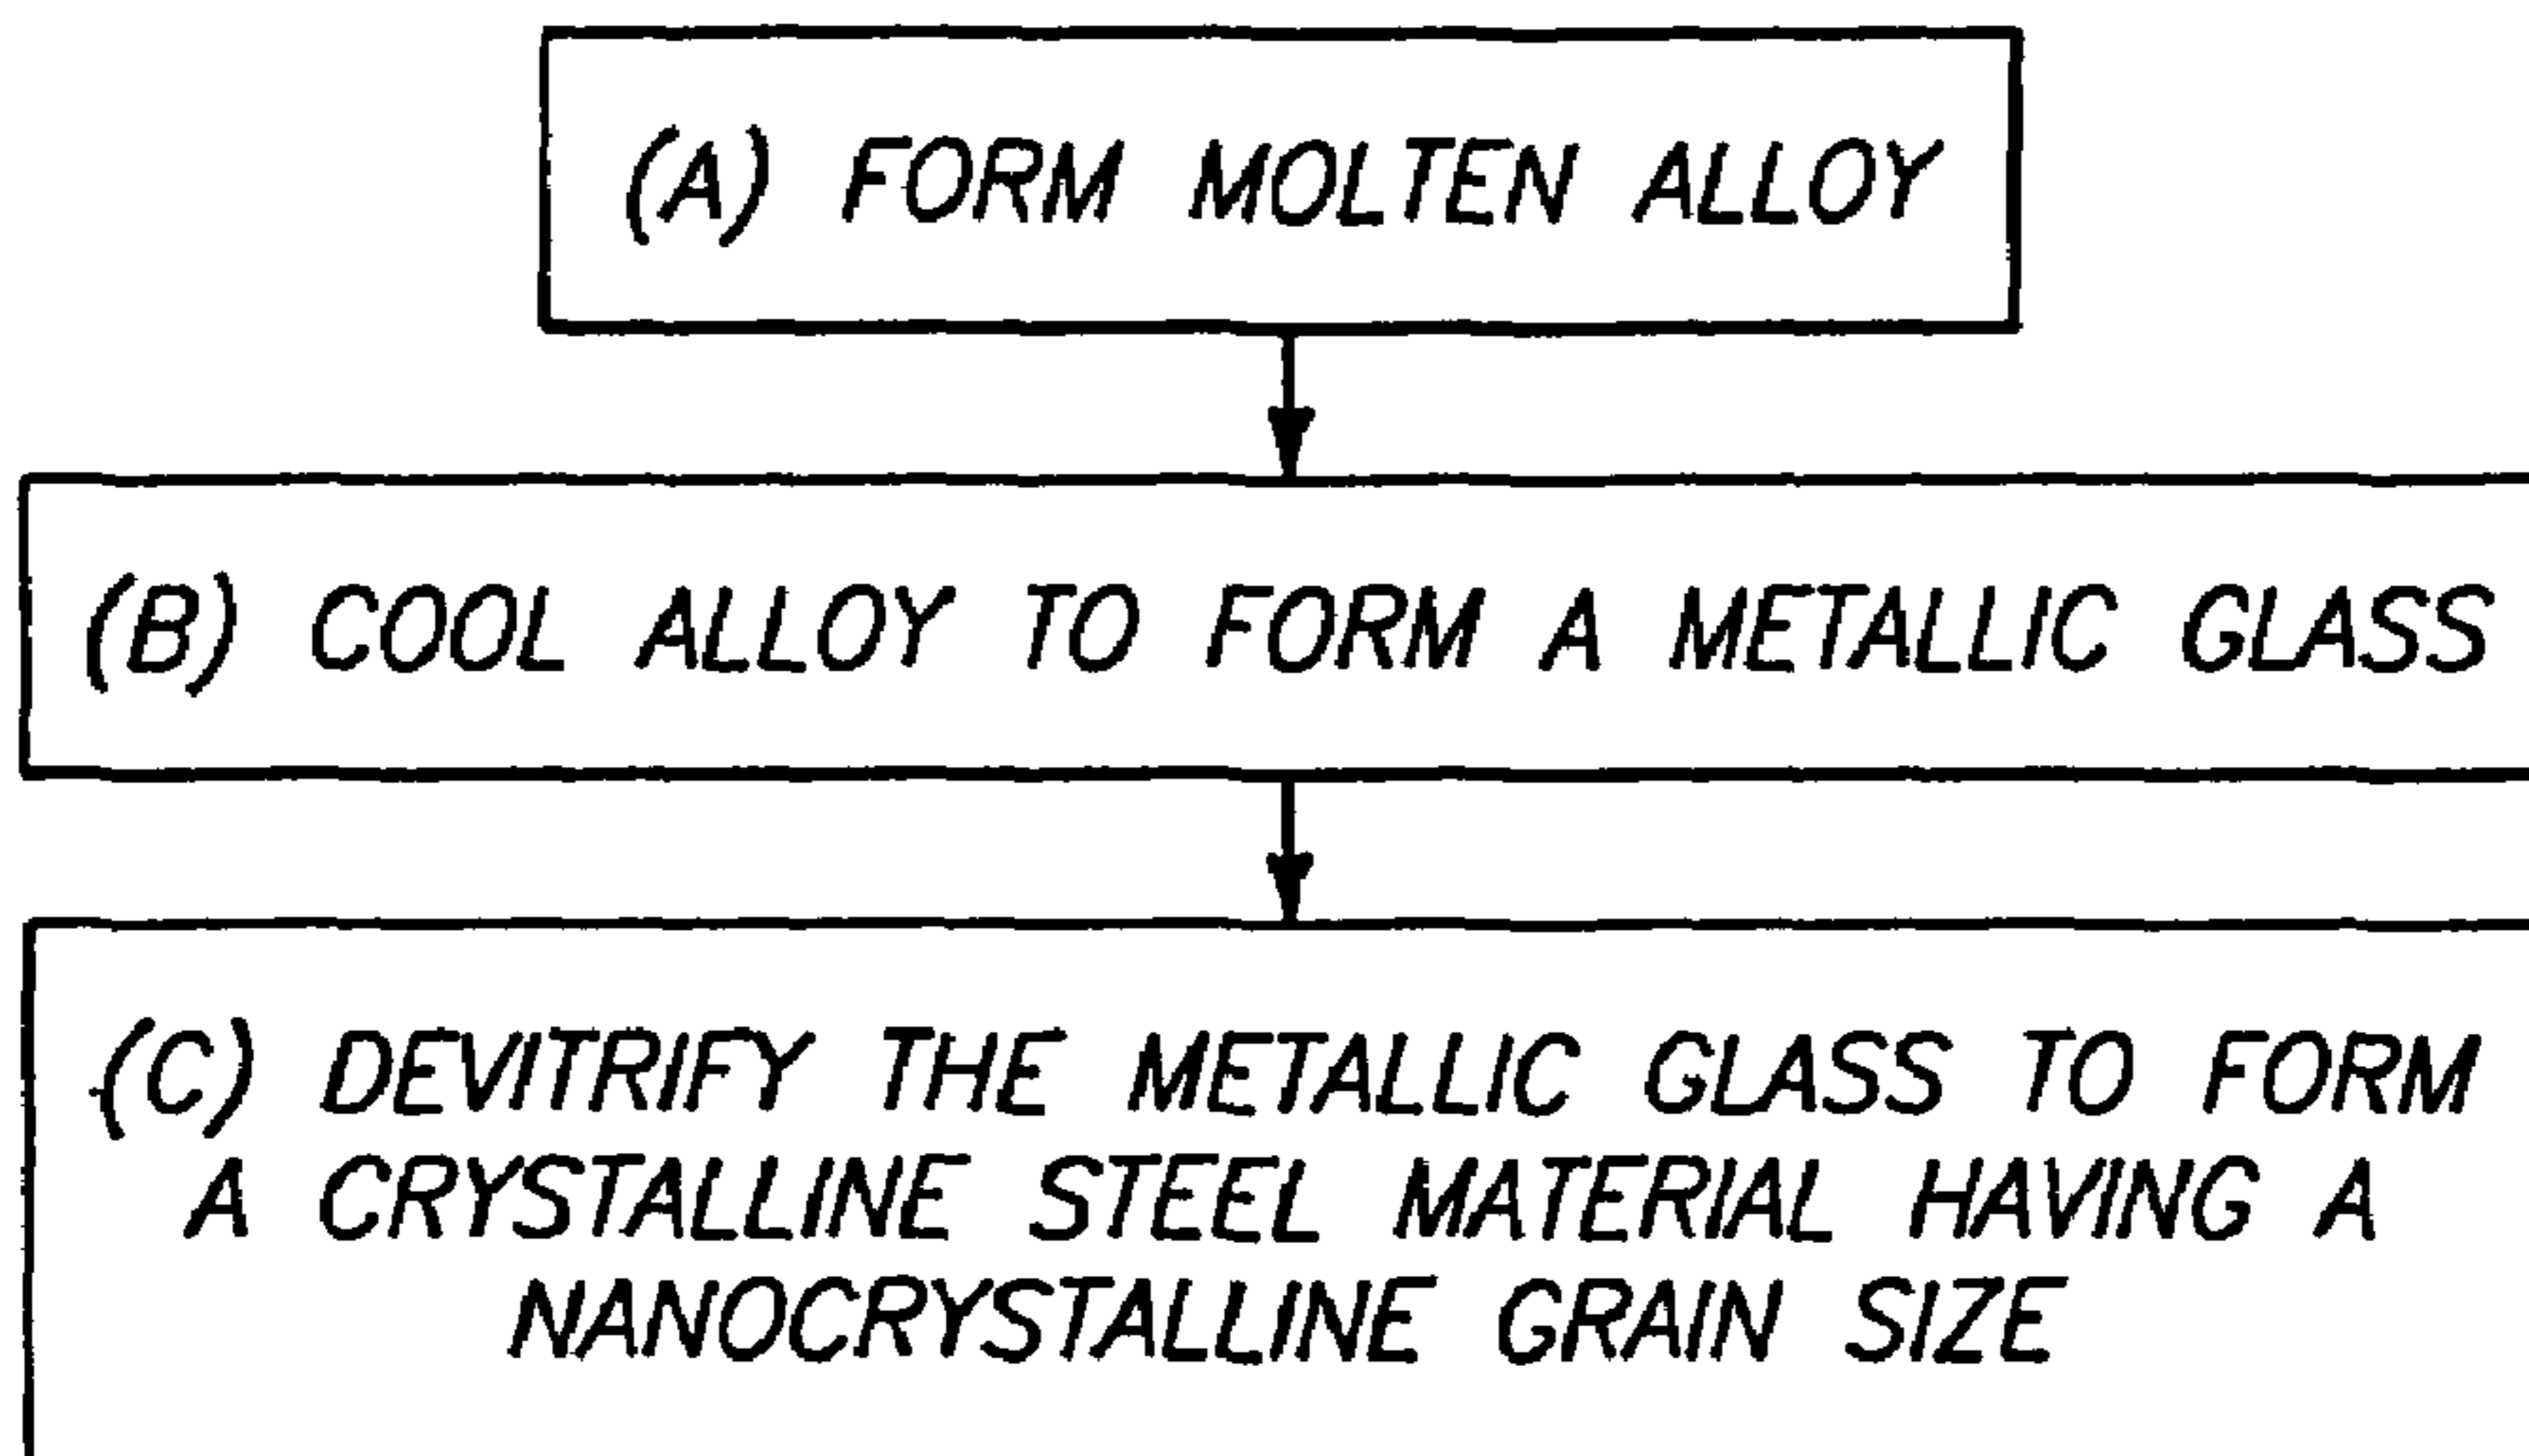 (A) FORM MOLTEN ALLOY
(B) COOL ALLOY TO FORM A METALLIC GLASS
(C) DEVITRIFY THE METALLIC GLASS TO FORM
A CRYSTALLINE STEEL MATERIAL HAVING A
NANOCRYSTALLINE GRAIN SIZE